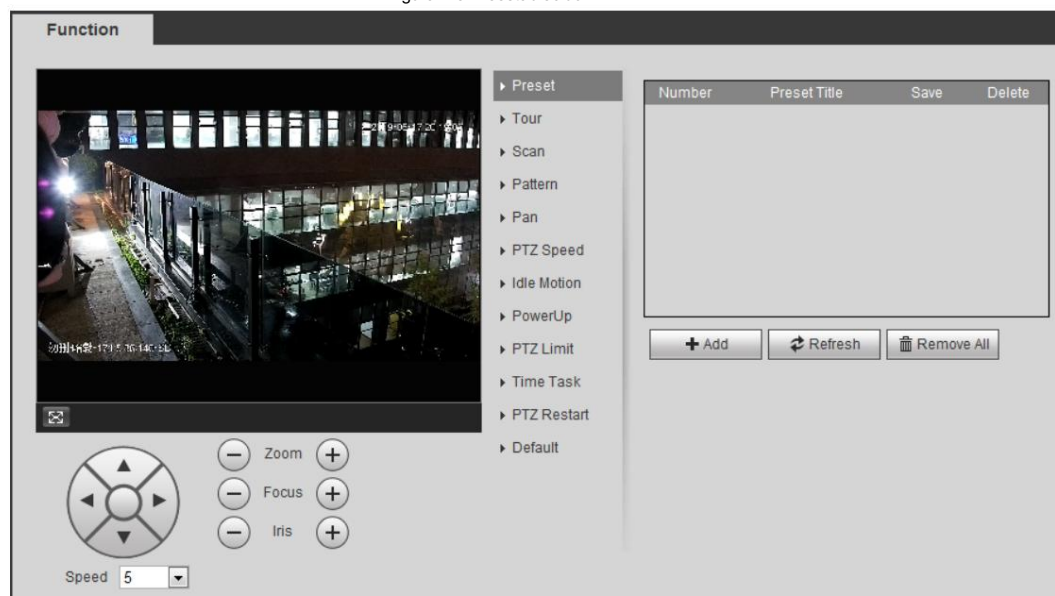 Function
Preset
Tour
Scan
Pattern
Pan
PTZ Speed
Idle Motion
PowerUp
PTZ Limit
Time Task
PTZ Restart
Default
Number Preset Title Save Delete
Add Refresh Remove All
Zoom
Focus
Iris
Speed 5